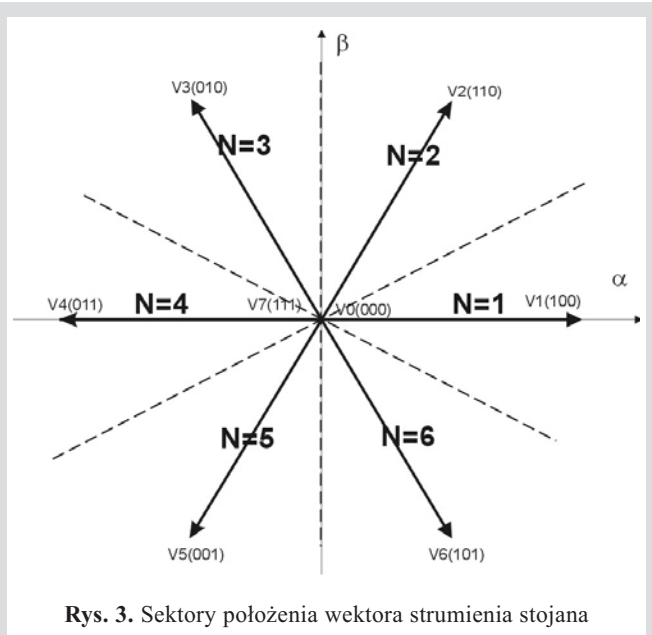 β
V3(010)
V2(110)
N=3
N=2
α
V4(011)
N=4
V7(111)
V0(000)
N=1
V1(100)
N=5
N=6
V5(001)
V6(101)
Rys. 3. Sektory położenia wektora strumienia stojana